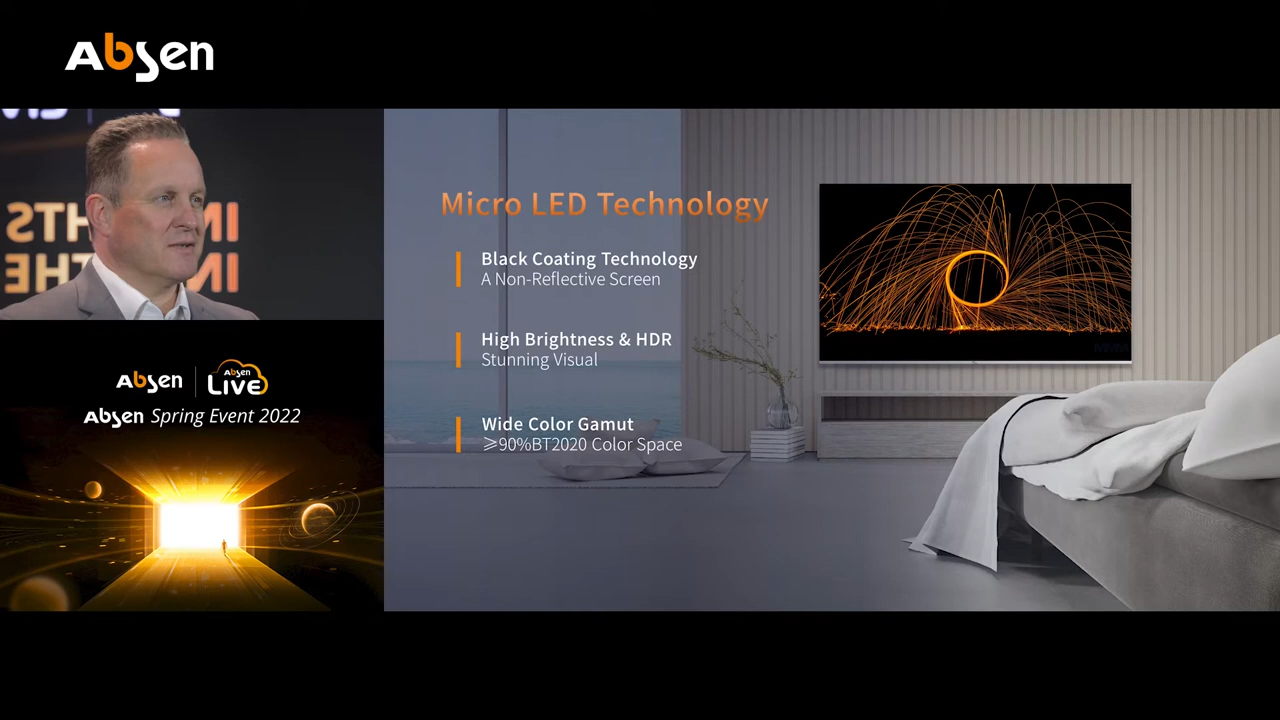 Absen
Micro LED Technology
Black Coating Technology
A Non-Reflective Screen
High Brightness & HDR
Stunning Visual
Wide Color Gamut
≥90%BT2020 Color Space
Absen
Absen
LIVE
Absen Spring Event 2022